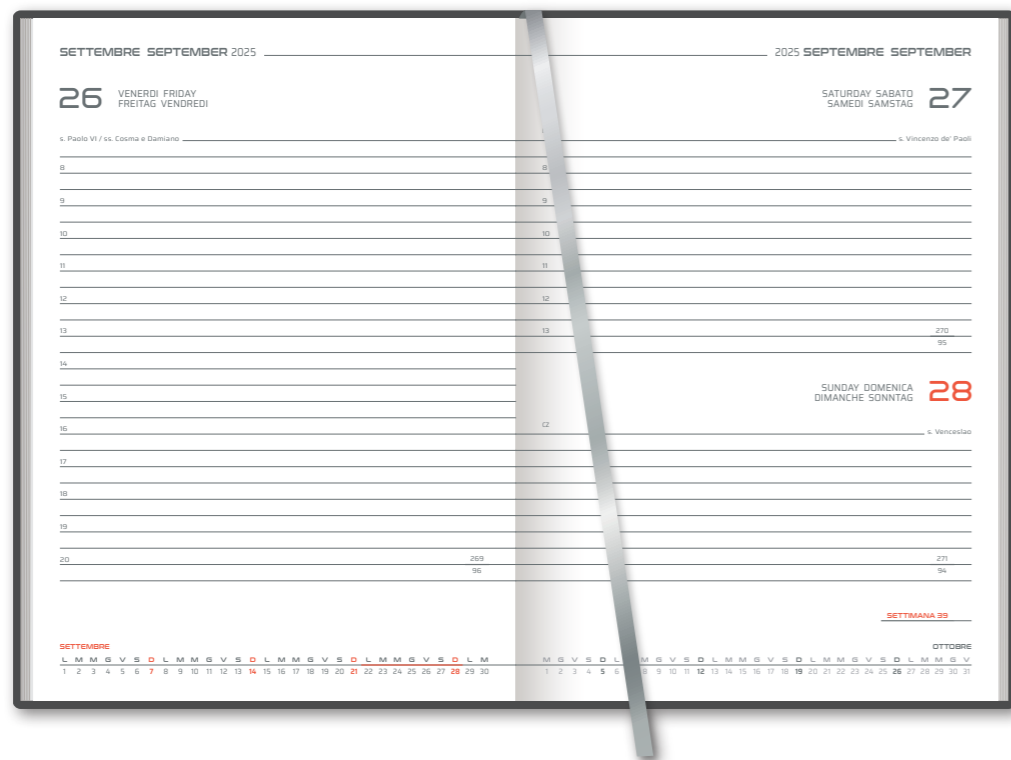 SETTEMBRE SEPTEMBER 2025
26
VENERDI FRIDAY
FREITAG VENDREDI
s. Paolo VI / ss. Cosma e Damiano
8
9
10
11
12
13
14
15
16
17
18
19
20
269
96
SETTEMBRE
L M M G V S D L M M G V S D L M M G V S D L M M G V S D L M
1 2 3 4 5 6 7 8 9 10 11 12 13 14 15 16 17 18 19 20 21 22 23 24 25 26 27 28 29 30
2025 SEPTEMBRE SEPTEMBER
SATURDAY SABATO
SAMEDI SAMSTAG
27
s. Vincenzo de' Paoli
8
9
10
11
12
13
270
95
SUNDAY DOMENICA
DIMANCHE SONNTAG
28
CZ
s. Venceslao
271
94
SETTIMANA 39
OTTOBRE
M G V S D L M G V S D L M M G V S D L M M G V S D L M M G V
1 2 3 4 5 6 8 9 10 11 12 13 14 15 16 17 18 19 20 21 22 23 24 25 26 27 28 29 30 31